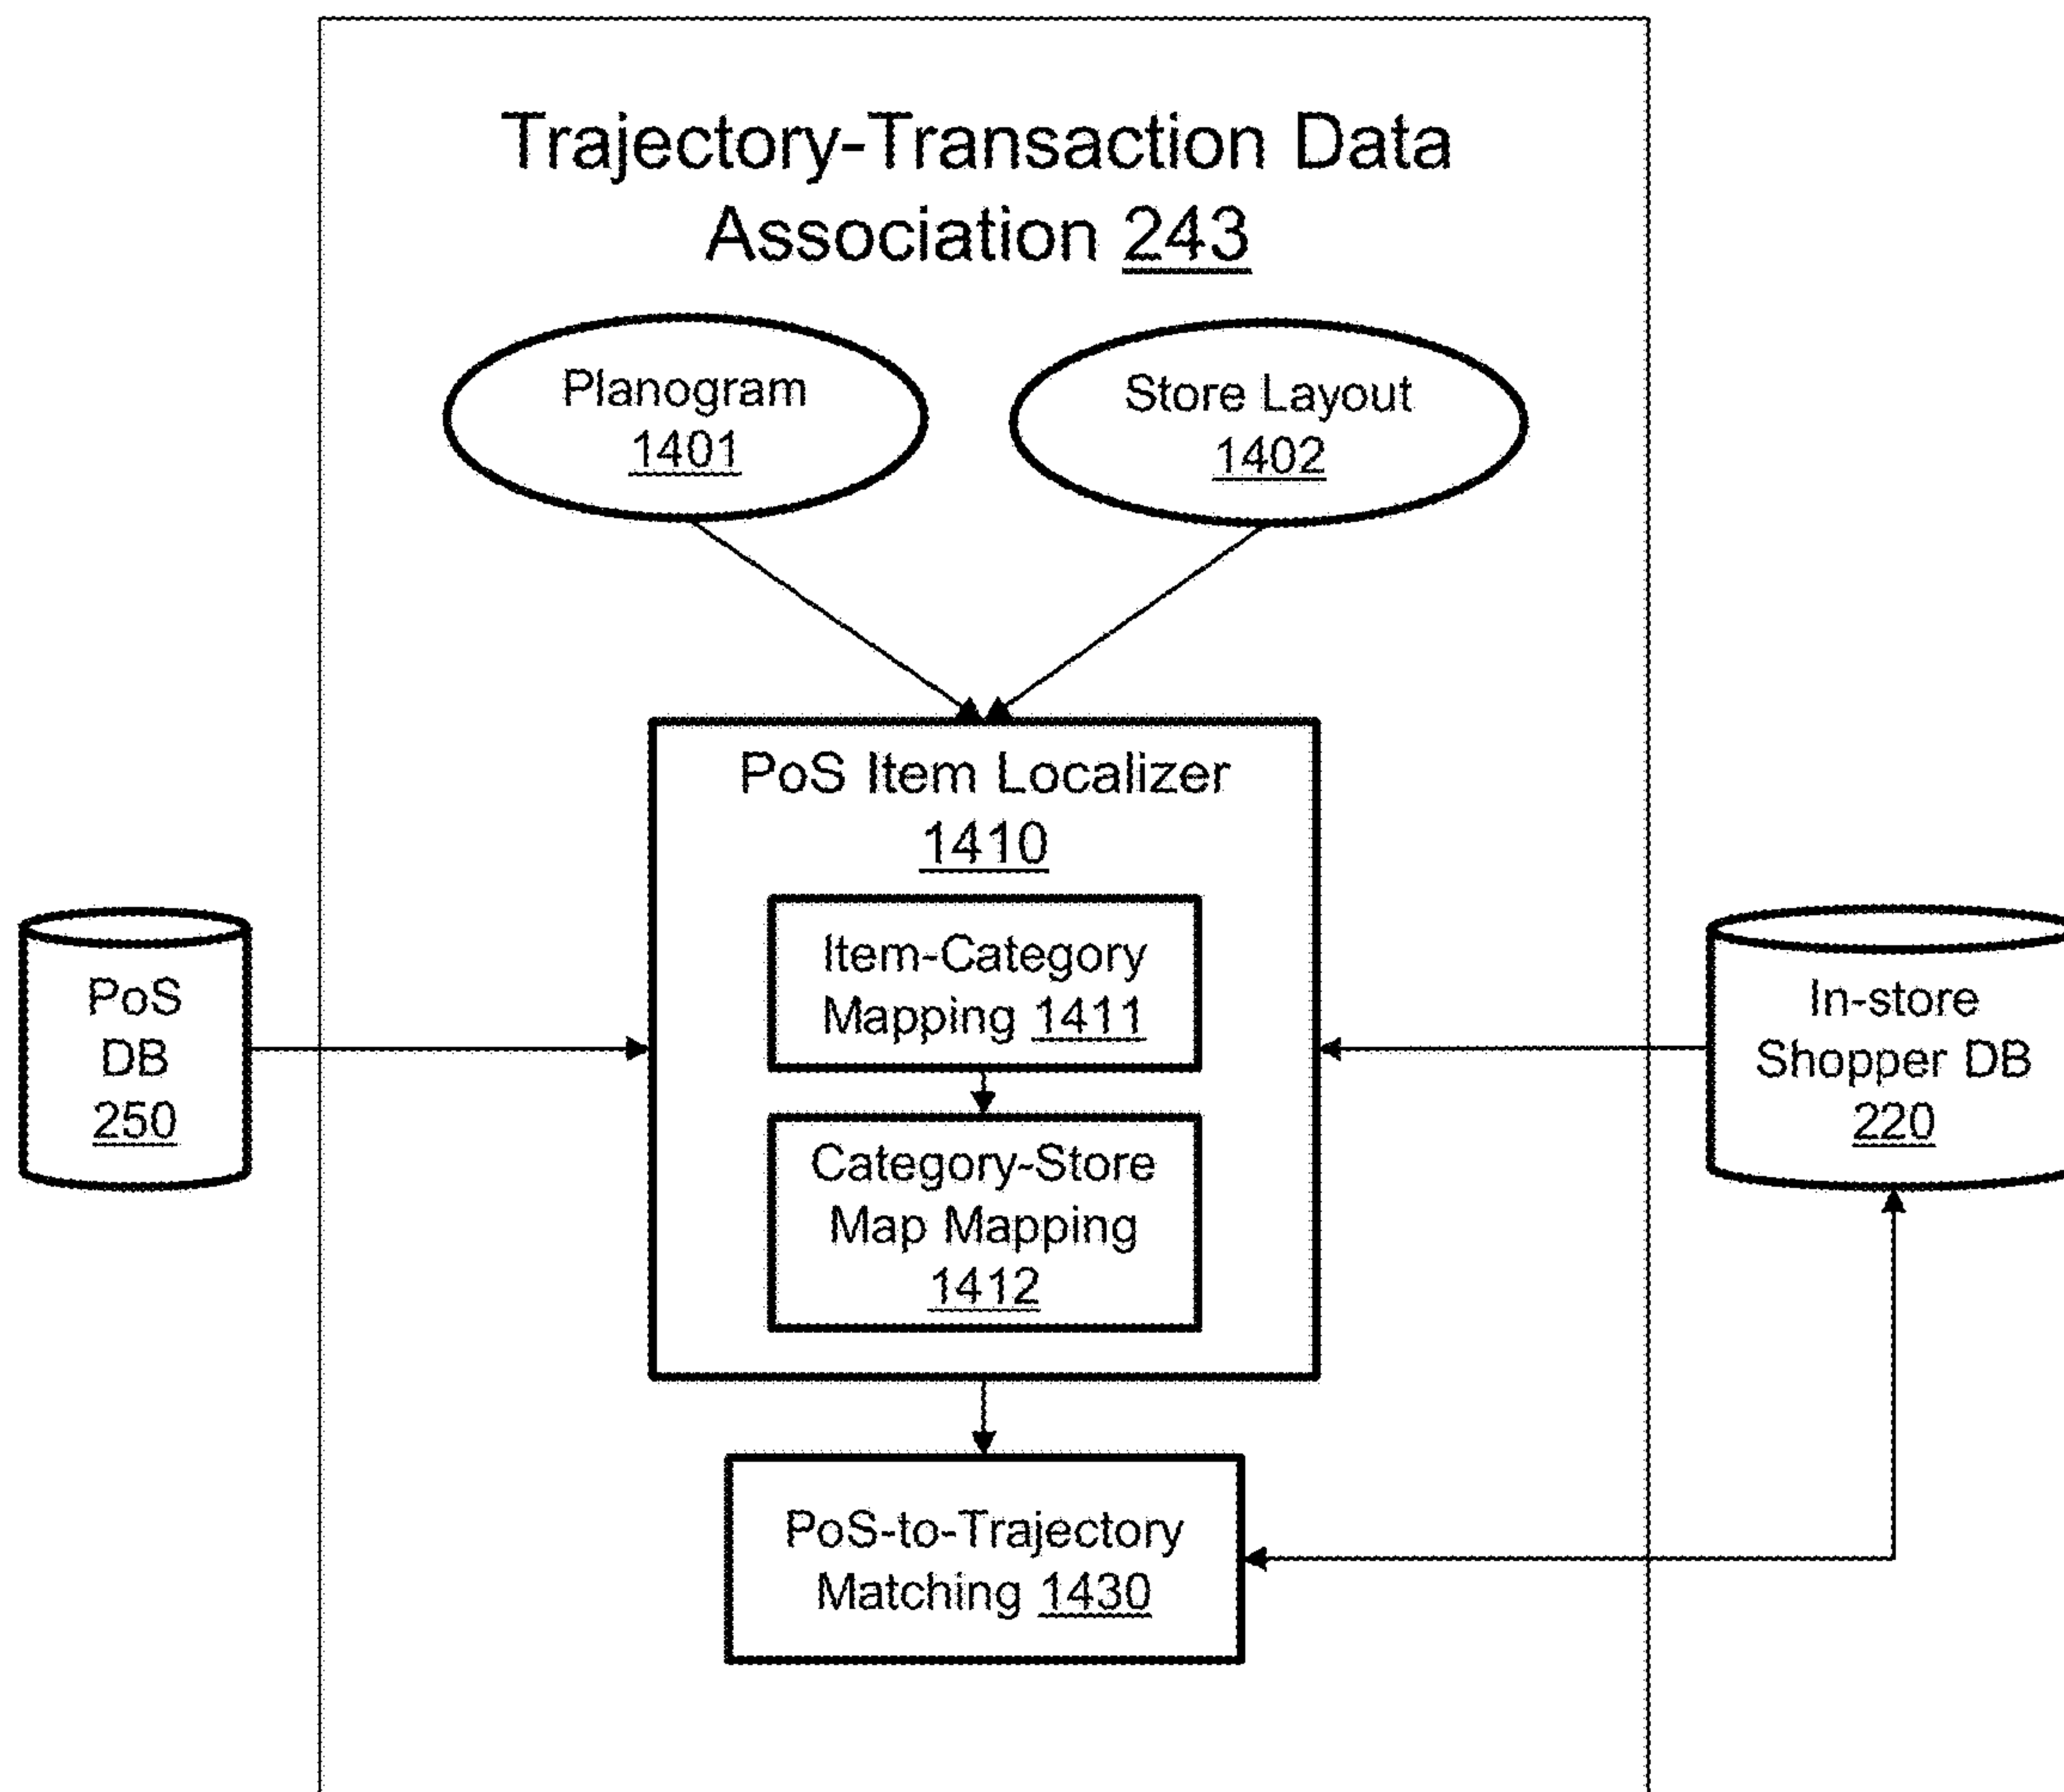 Trajectory-Transaction Data
Association 243
Planogram
1401
Store Layout
1402
PoS Item Localizer
1410
Item-Category
Mapping 1411
Category-Store
Map Mapping
1412
PoS
DB
250
In-store
Shopper DB
220
PoS-to-Trajectory
Matching 1430